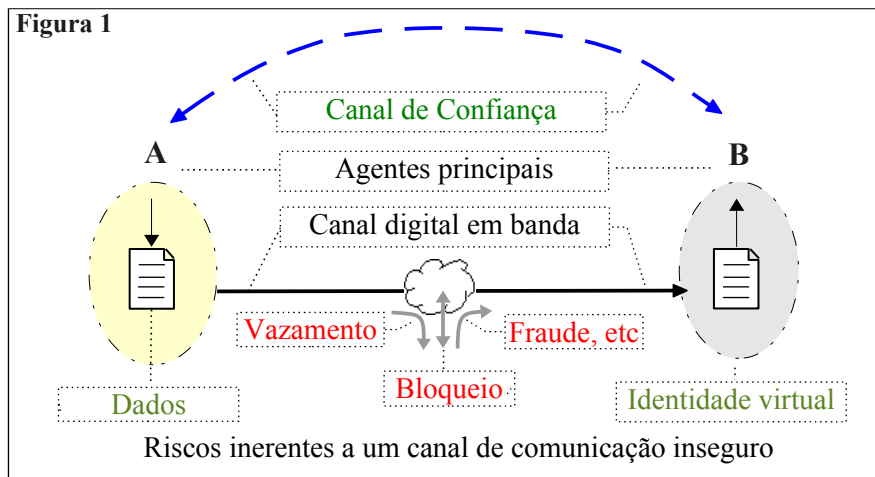 Figura 1
Canal de Confiança
A
B
Agentes principais
Canal digital em banda
Vazamento
Fraude, etc
Bloqueio
Dados
Identidade virtual
Riscos inerentes a um canal de comunicação inseguro